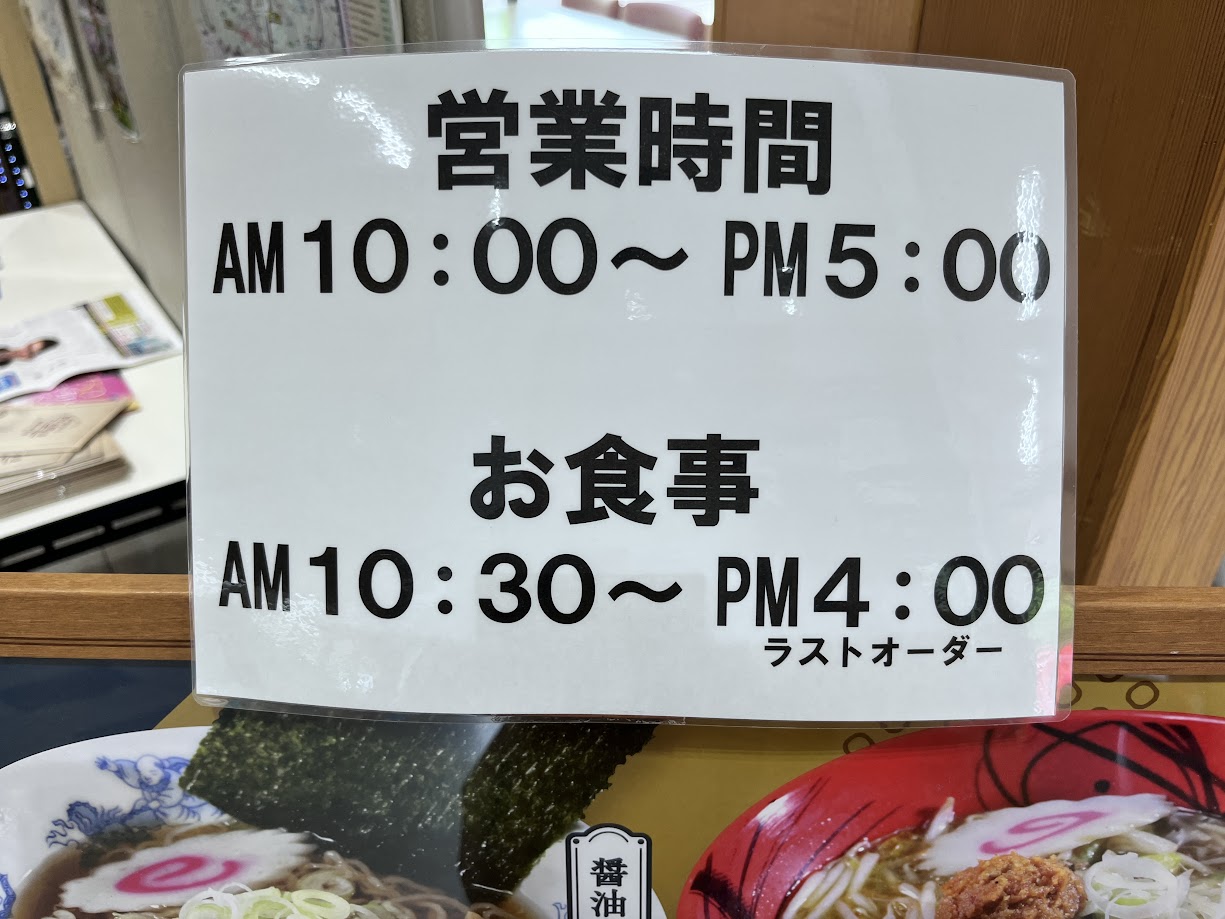 営業時間
AM10:00～ PM5:00
お食事
AM10:30～ PM4:00
ラストオーダー
醤油